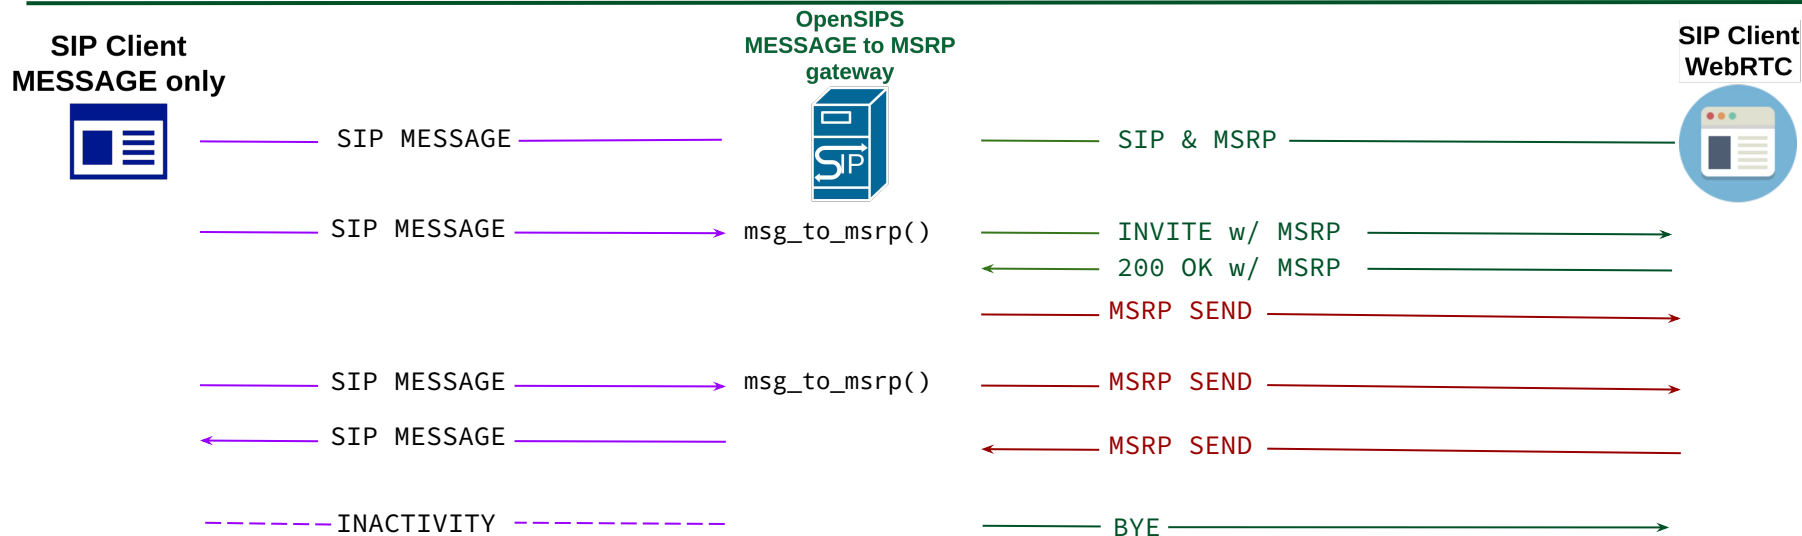 OpenSIPS
MESSAGE to MSRP
gateway
SIP Client
MESSAGE only
SIP Client
WebRTC
SIP MESSAGE
SIP
SIP & MSRP
SIP MESSAGE
msg_to_msrp()
INVITE w/ MSRP
200 OK w/ MSRP
MSRP SEND
SIP MESSAGE
msg_to_msrp()
MSRP SEND
SIP MESSAGE
MSRP SEND
INACTIVITY
BYE